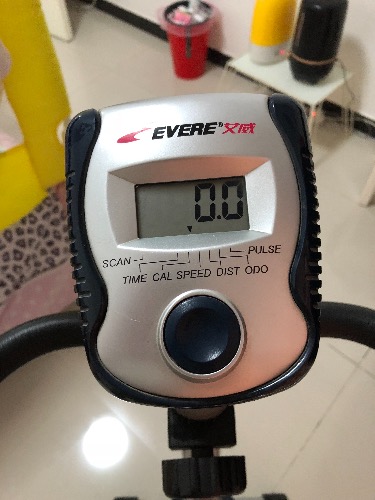 EVERE®艾威
0.0
SCAN PULSE
TIME CAL SPEED DIST ODO